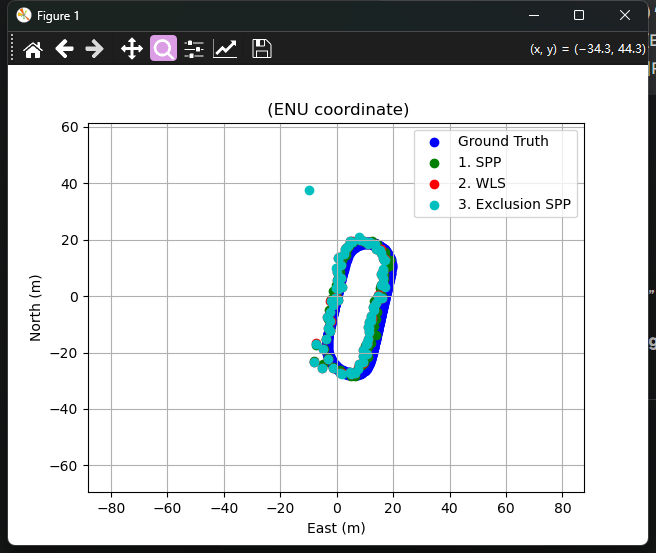 Figure 1
(x, y) = (−34.3, 44.3)
(ENU coordinate)
Ground Truth
1. SPP
2. WLS
3. Exclusion SPP
60
40
20
0
−20
−40
−60
North (m)
−80
−60
−40
−20
0
20
40
60
80
East (m)